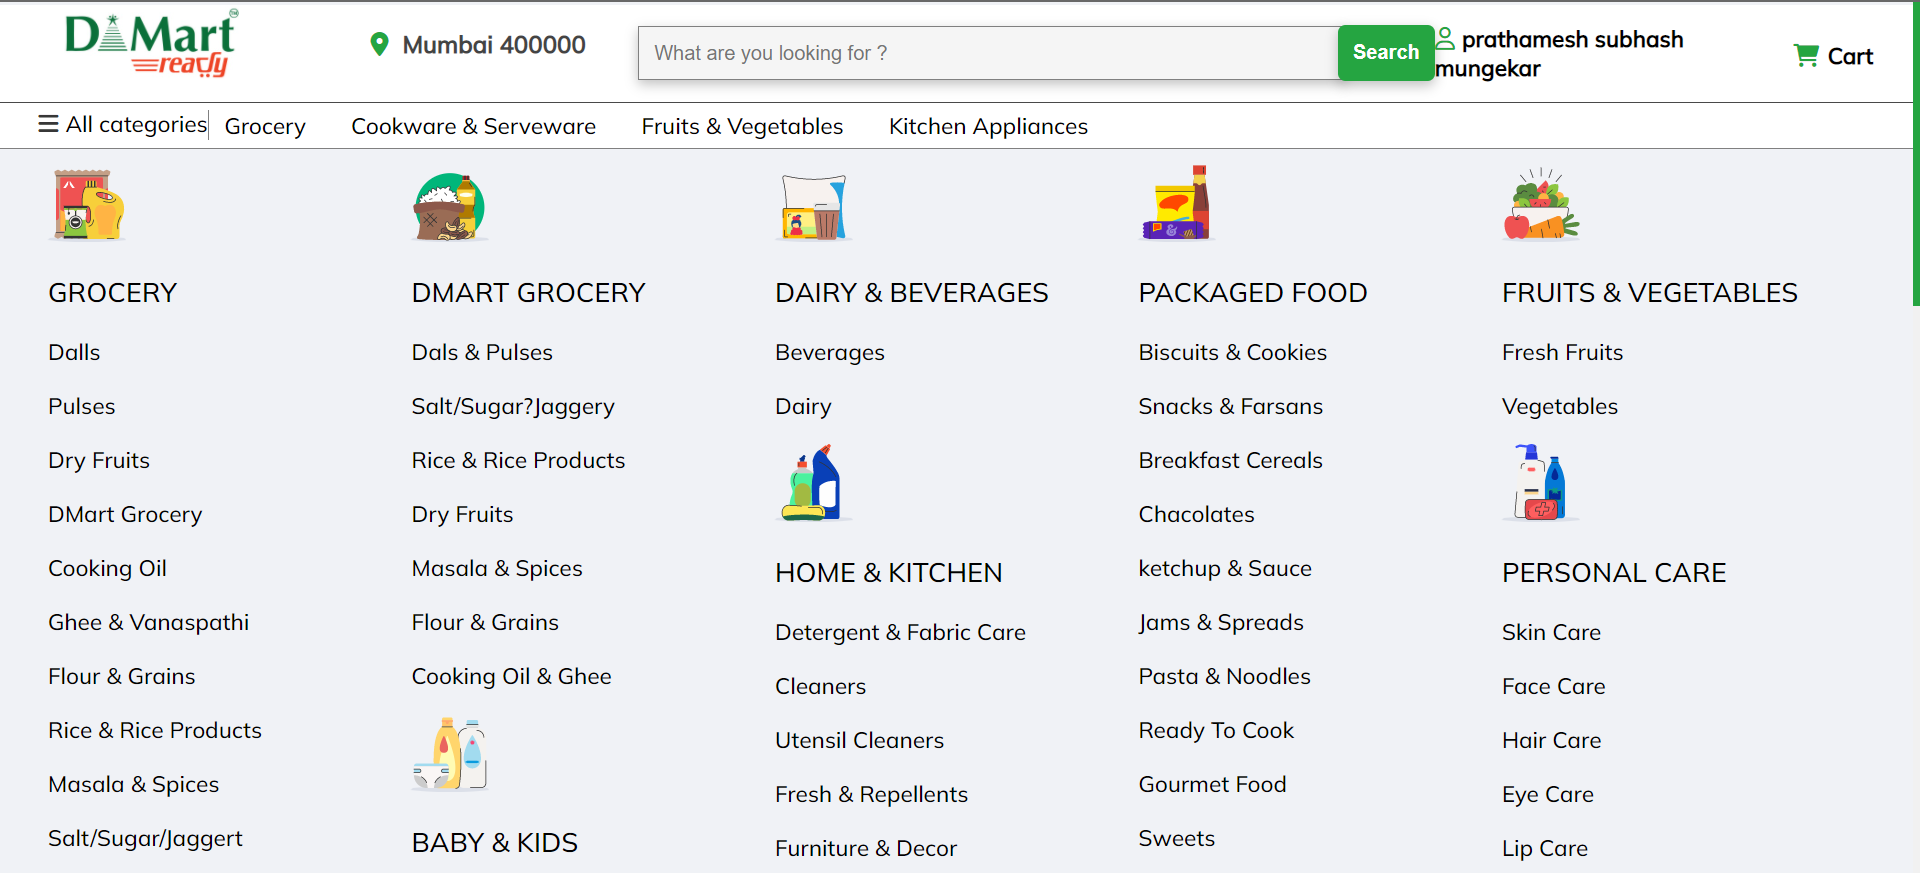 DMart
ready
Mumbai 400000
What are you looking for ?
Search
prathamesh subhash
mungekar
Cart
All categories
Grocery
Cookware & Serveware
Fruits & Vegetables
Kitchen Appliances
GROCERY
Dalls
Pulses
Dry Fruits
DMart Grocery
Cooking Oil
Ghee & Vanaspathi
Flour & Grains
Rice & Rice Products
Masala & Spices
Salt/Sugar/Jaggert
DMART GROCERY
Dals & Pulses
Salt/Sugar?Jaggery
Rice & Rice Products
Dry Fruits
Masala & Spices
Flour & Grains
Cooking Oil & Ghee
BABY & KIDS
DAIRY & BEVERAGES
Beverages
Dairy
HOME & KITCHEN
Detergent & Fabric Care
Cleaners
Utensil Cleaners
Fresh & Repellents
Furniture & Decor
PACKAGED FOOD
Biscuits & Cookies
Snacks & Farsans
Breakfast Cereals
Chacolates
ketchup & Sauce
Jams & Spreads
Pasta & Noodles
Ready To Cook
Gourmet Food
Sweets
FRUITS & VEGETABLES
Fresh Fruits
Vegetables
PERSONAL CARE
Skin Care
Face Care
Hair Care
Eye Care
Lip Care